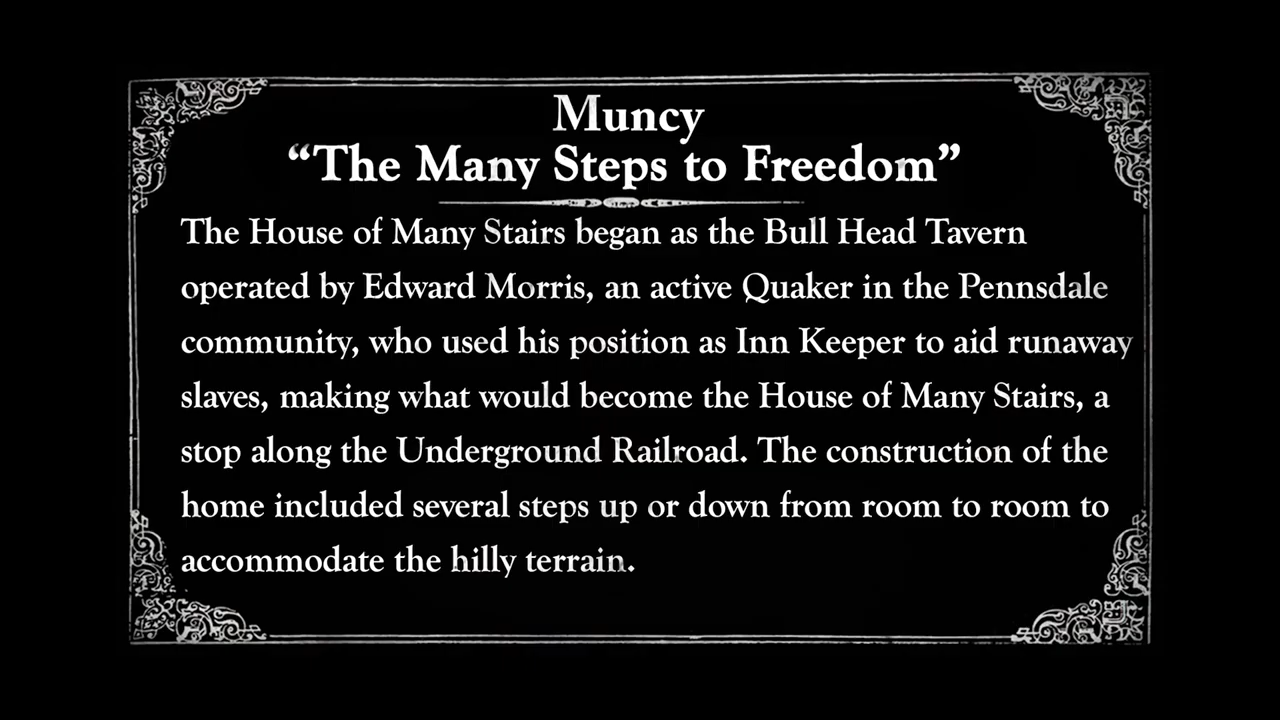 Muncy
“The Many Steps to Freedom”
The House of Many Stairs began as the Bull Head Tavern
operated by Edward Morris, an active Quaker in the Pennsdale
community, who used his position as Inn Keeper to aid runaway
slaves, making what would become the House of Many Stairs, a
stop along the Underground Railroad. The construction of the
home included several steps up or down from room to room to
accommodate the hilly terrain.